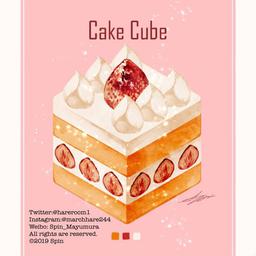 Cake Cube
Twitter:@hareroom1
Instagram:@marchhare244
Weibo: Spin_Mayumura
All rights are reserved.
©2019 Spin